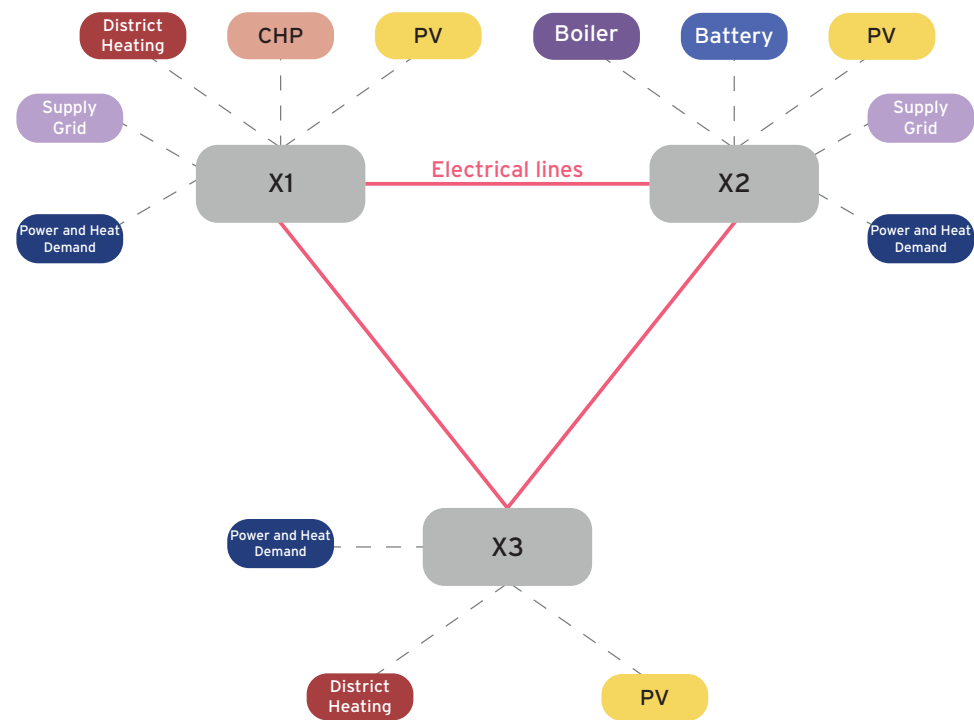 District
Heating
CHP
PV
Boiler
Battery
PV
Supply
Grid
Supply
Grid
X1
Electrical lines
X2
Power and Heat
Demand
Power and Heat
Demand
Power and Heat
Demand
X3
District
Heating
PV